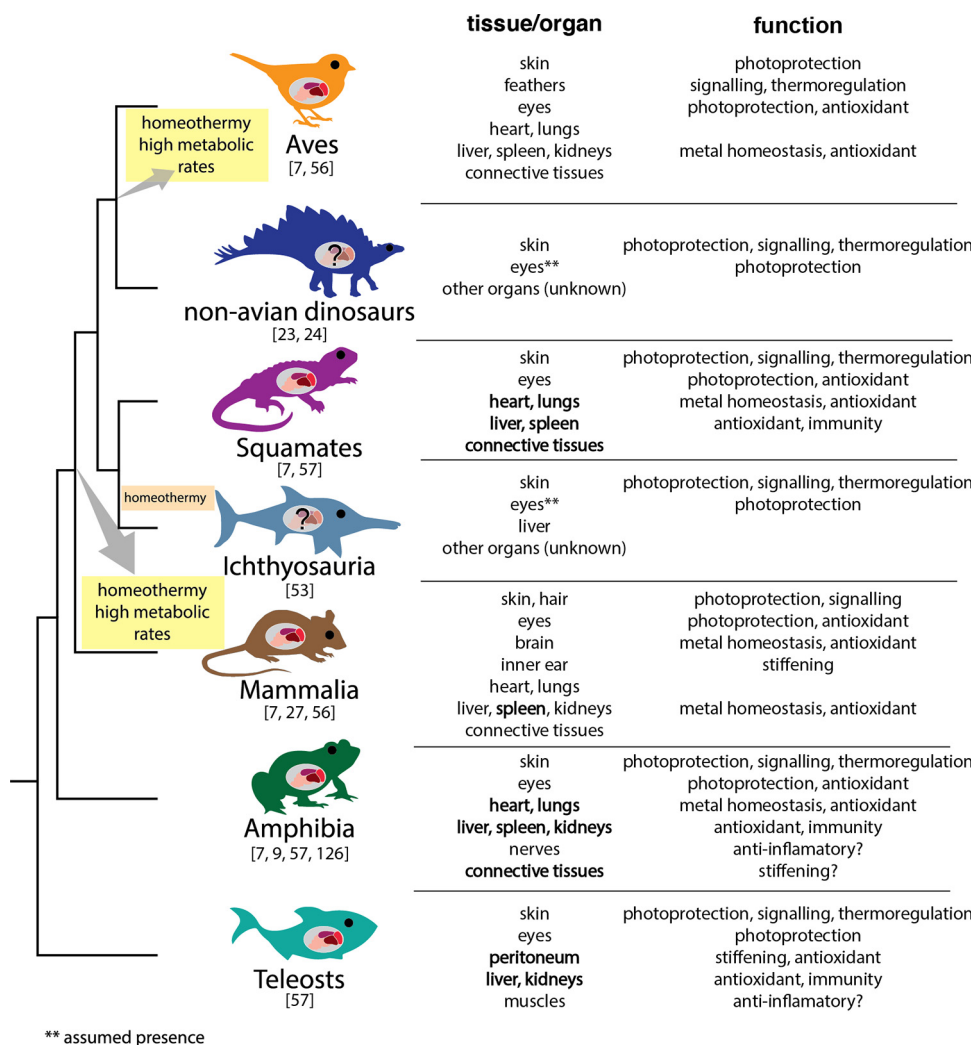 tissue/organ function
skin photoprotection
feathers signalling, thermoregulation
eyes photoprotection, antioxidant
heart, lungs
liver, spleen, kidneys metal homeostasis, antioxidant
connective tissues
homeothermy
high metabolic
rates
Aves
[7, 56]
skin photoprotection, signalling, thermoregulation
eyes** photoprotection
other organs (unknown)
?
non-avian dinosaurs
[23, 24]
skin photoprotection, signalling, thermoregulation
eyes photoprotection, antioxidant
heart, lungs metal homeostasis, antioxidant
liver, spleen antioxidant, immunity
connective tissues
Squamates
[7, 57]
skin photoprotection, signalling, thermoregulation
eyes** photoprotection
liver
other organs (unknown)
homeothermy
?
Ichthyosauria
[53]
homeothermy
high metabolic
rates
skin, hair photoprotection, signalling
eyes photoprotection, antioxidant
brain metal homeostasis, antioxidant
inner ear stiffening
heart, lungs
liver, spleen, kidneys metal homeostasis, antioxidant
connective tissues
Mammalia
[7, 27, 56]
skin photoprotection, signalling, thermoregulation
eyes photoprotection, antioxidant
heart, lungs metal homeostasis, antioxidant
liver, spleen, kidneys antioxidant, immunity
nerves anti-inflamatory?
connective tissues stiffening?
Amphibia
[7, 9, 57, 126]
skin photoprotection, signalling, thermoregulation
eyes photoprotection
peritoneum stiffening, antioxidant
liver, kidneys antioxidant, immunity
muscles anti-inflamatory?
Teleosts
[57]
** assumed presence